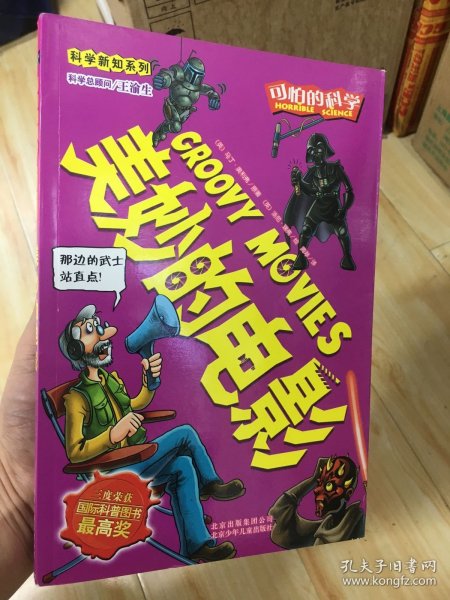 科学新知系列
科学总顾问/王渝生
可怕的科学
HORRIBLE SCIENCE
GROOVY MOVIES
美妙的电影
那边的武士
站直点!
三度荣获
国际科普图书
最高奖
北京出版集团公司
北京少年儿童出版社
孔夫子旧书网
www.kongfz.com